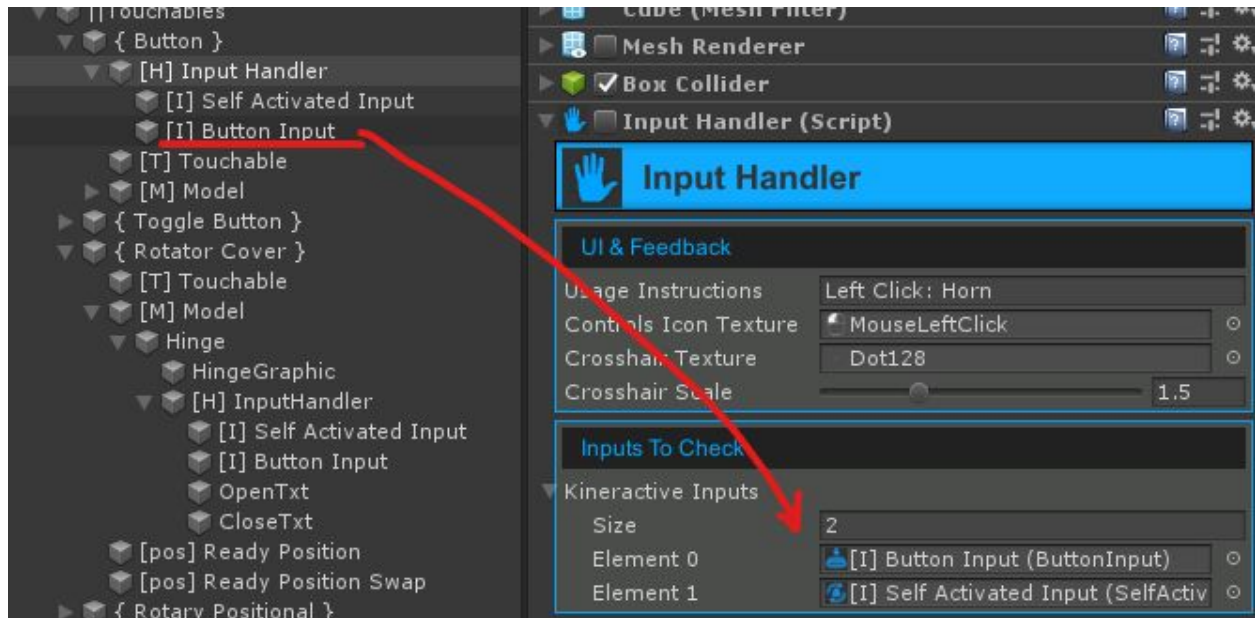 ||Touchables
{ Button }
[H] Input Handler
[I] Self Activated Input
[I] Button Input
[T] Touchable
[M] Model
{ Toggle Button }
{ Rotator Cover }
[T] Touchable
[M] Model
Hinge
HingeGraphic
[H] InputHandler
[I] Self Activated Input
[I] Button Input
OpenTxt
CloseTxt
[pos] Ready Position
[pos] Ready Position Swap
{ Rotary Positional }
Cube (Mesh Filter)
Mesh Renderer
Box Collider
Input Handler (Script)
Input Handler
UI & Feedback
Usage Instructions Left Click: Horn
Controls Icon Texture MouseLeftClick
Crosshair Texture Dot128
Crosshair Scale 1.5
Inputs To Check
Kineractive Inputs
Size 2
Element 0 [I] Button Input (ButtonInput)
Element 1 [I] Self Activated Input (SelfActiv